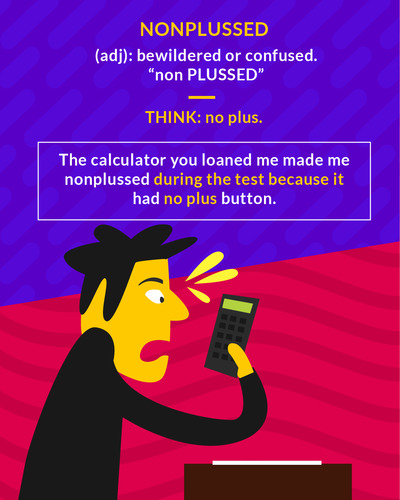 NONPLUSSED
(adj): bewildered or confused.
“non PLUSSED”
THINK: no plus.
The calculator you loaned me made me
nonplussed during the test because it
had no plus button.